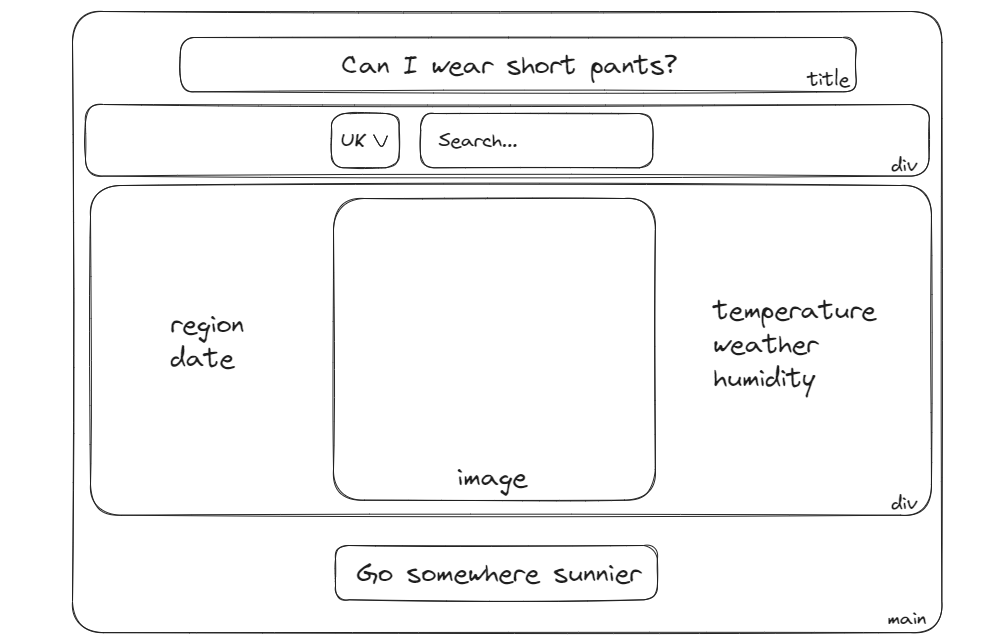 Can I wear short pants?
title
UK V
Search...
div
region
date
image
temperature
weather
humidity
div
Go somewhere sunnier
main